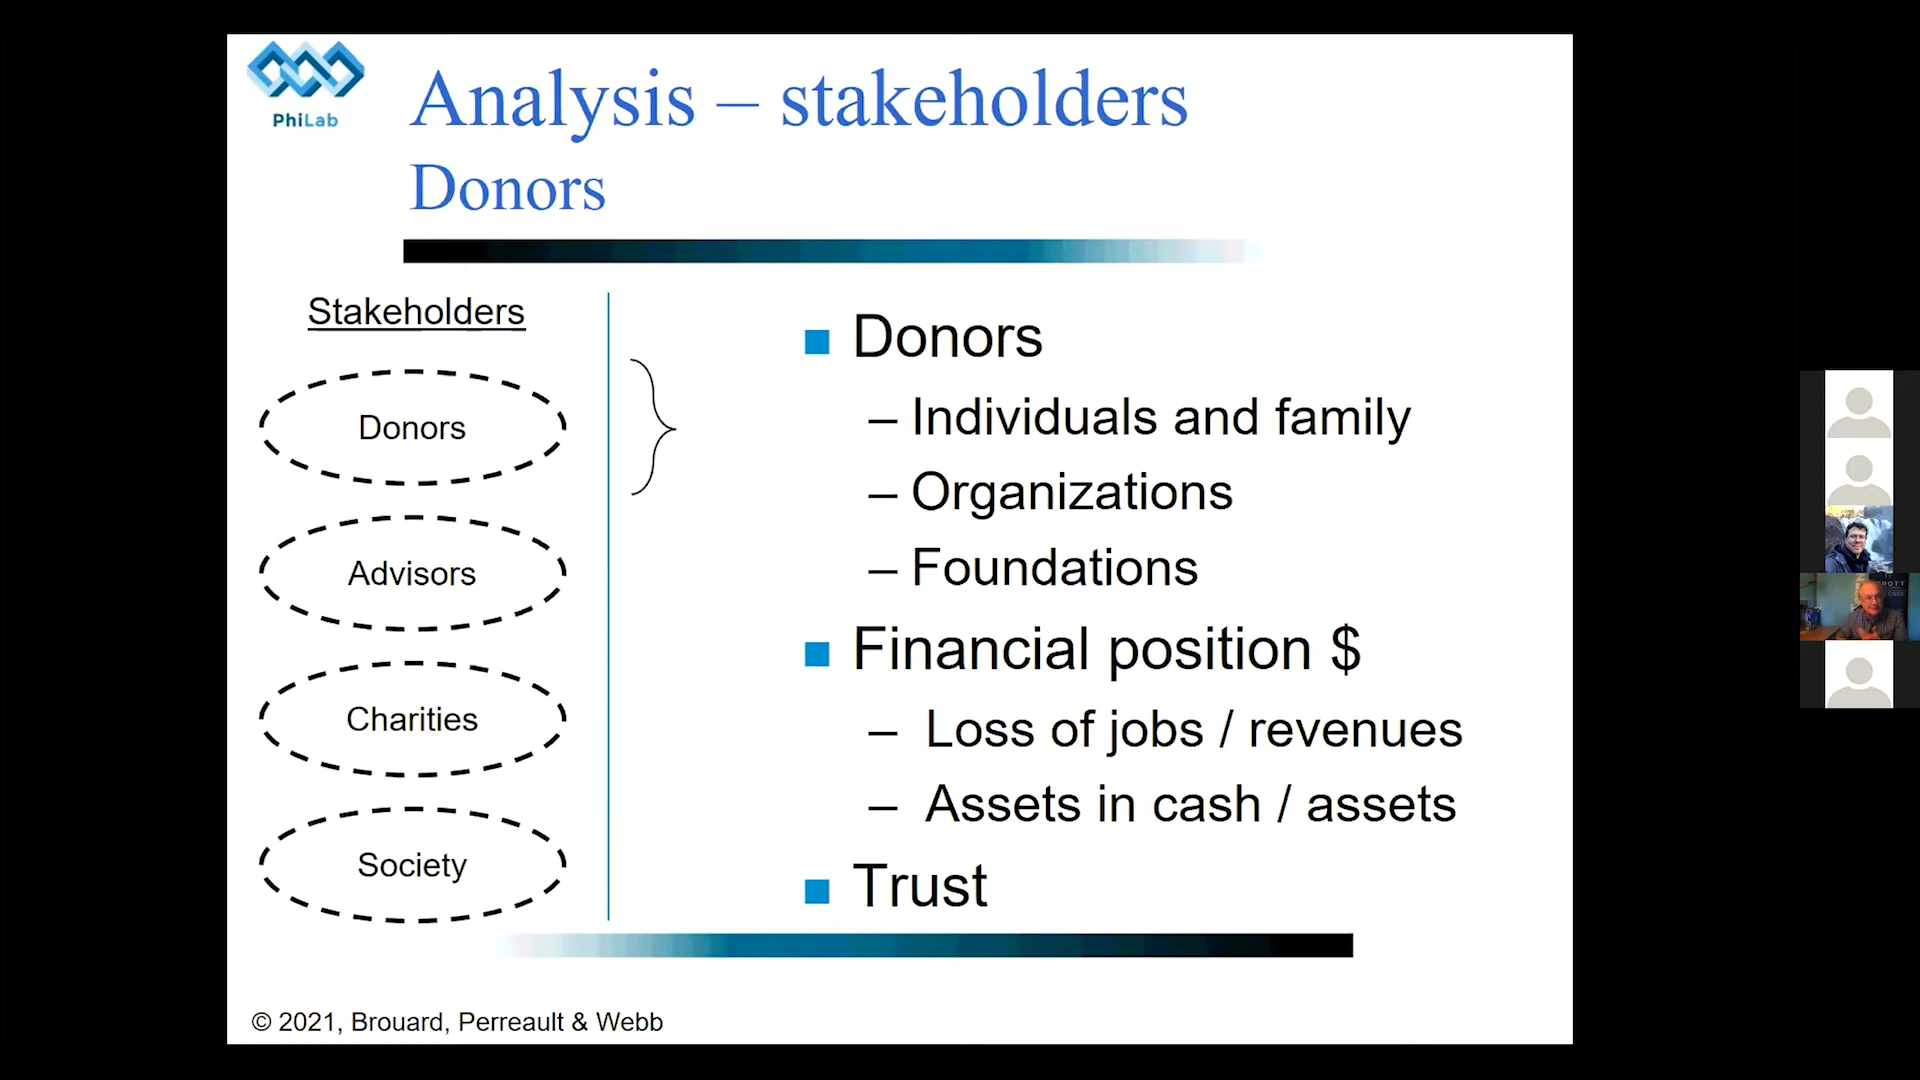 PhiLab
Analysis – stakeholders
Donors
Stakeholders
Donors
Advisors
Charities
Society
■ Donors
– Individuals and family
– Organizations
– Foundations
■ Financial position $
– Loss of jobs / revenues
– Assets in cash / assets
■ Trust
© 2021, Brouard, Perreault & Webb